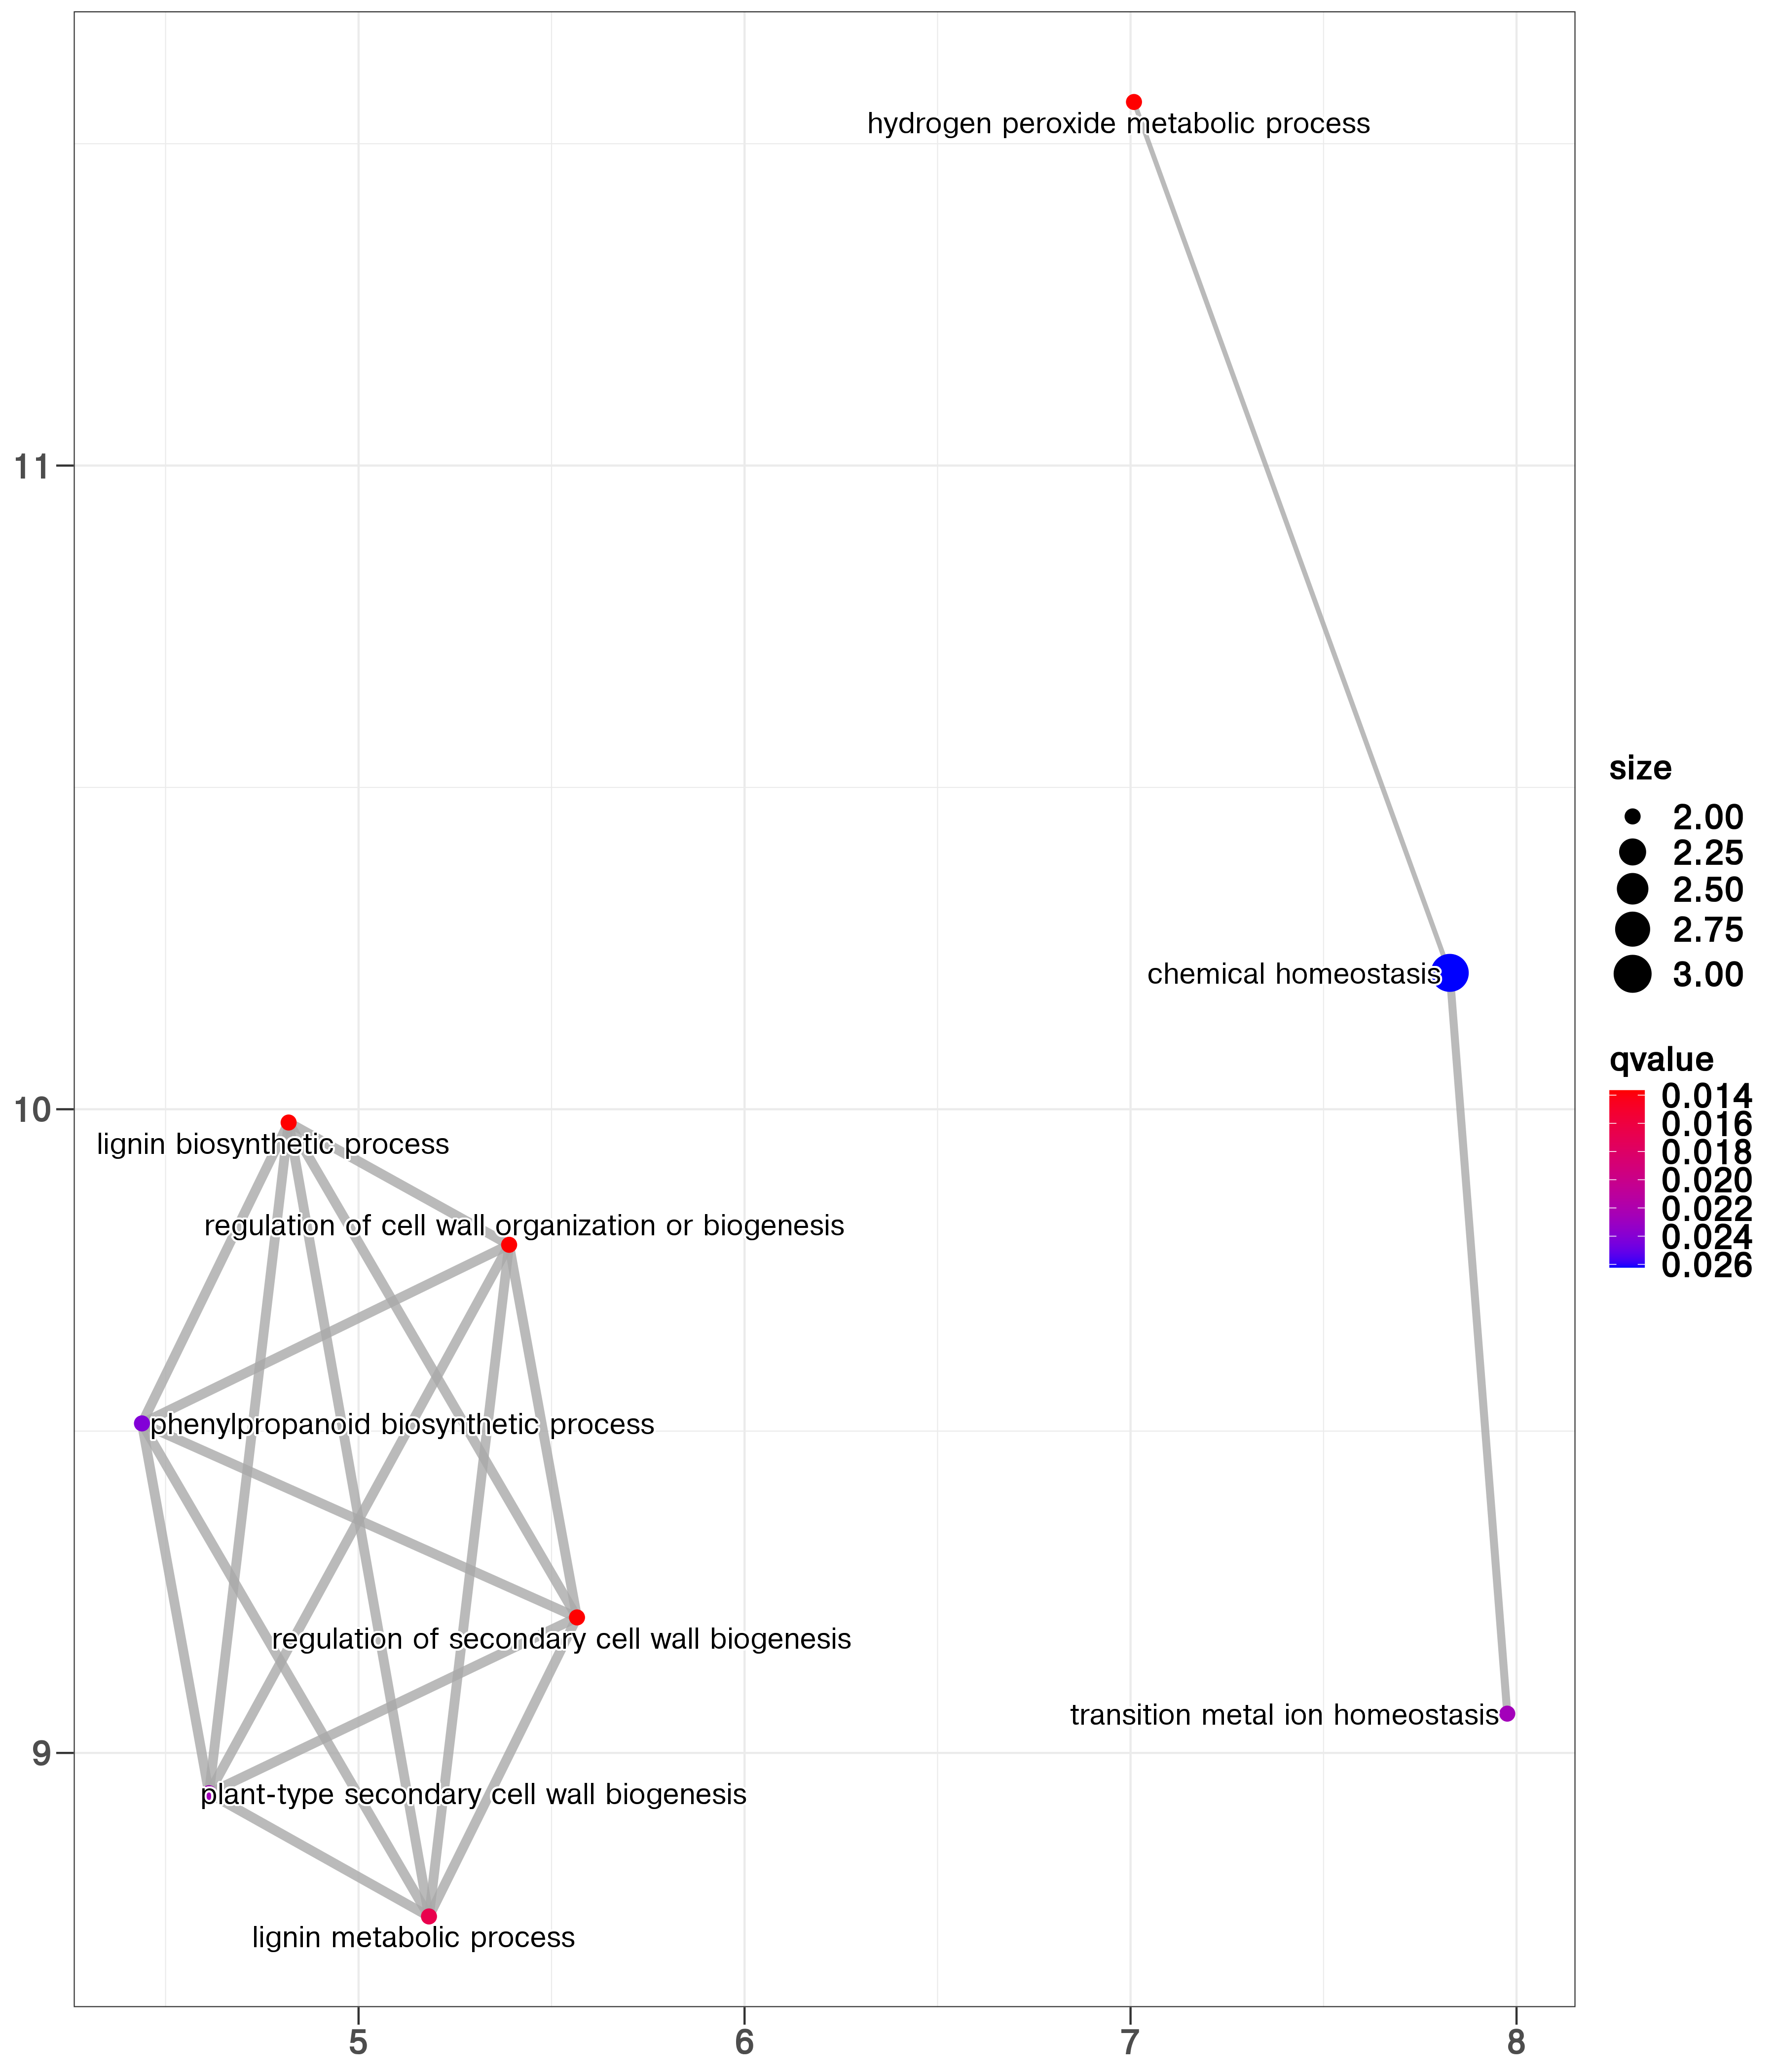 hydrogen peroxide metabolic process
11
size
2.00
2.25
2.50
2.75
chemical homeostasis
3.00
qvalue
0.014
0.016
0.018
0.020
0.022
0.024
0.026
10
lignin biosynthetic process
regulation of cell wall organization or biogenesis
phenylpropanoid biosynthetic process
regulation of secondary cell wall biogenesis
transition metal ion homeostasis
9
plant-type secondary cell wall biogenesis
lignin metabolic process
5 6 7 8